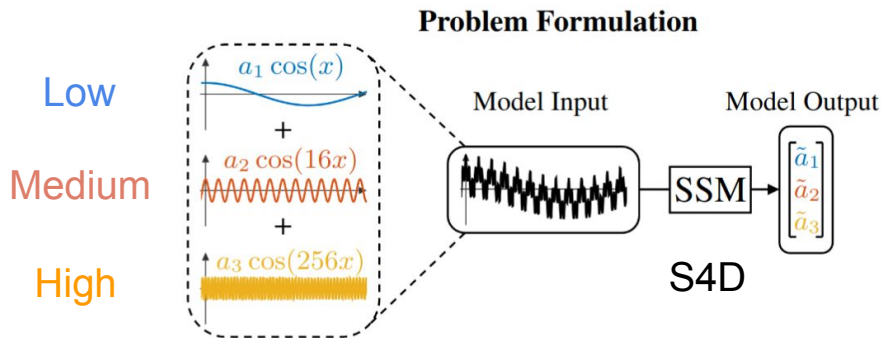 Problem Formulation
Low
a₁ cos(x)
+
Medium
a₂ cos(16x)
+
High
a₃ cos(256x)
Model Input
SSM
S4D
Model Output
ã₁
ã₂
ã₃